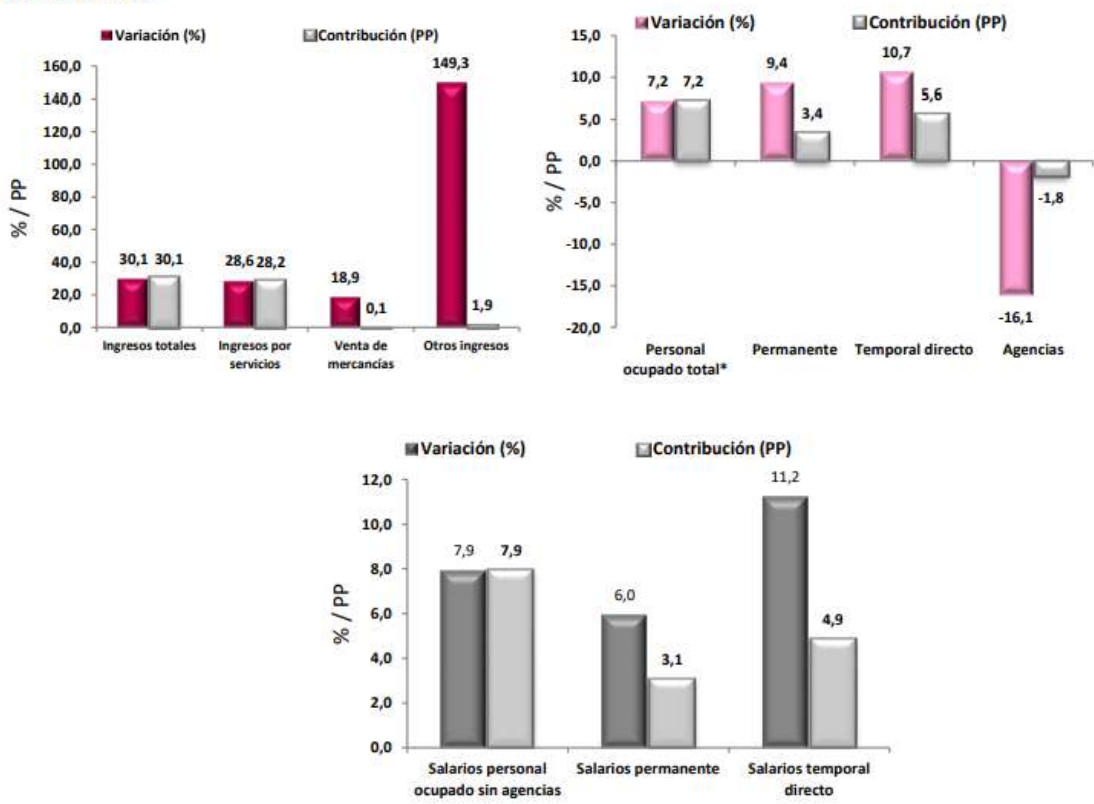 Variación (%)
Contribución (PP)
160,0
140,0
120,0
100,0
80,0
60,0
40,0
20,0
0,0
% / PP
30,1 30,1
28,6 28,2
18,9
0,1
149,3
1,9
Ingresos totales
Ingresos por
servicios
Venta de
mercancías
Otros ingresos
Variación (%)
Contribución (PP)
15,0
10,0
5,0
0,0
-5,0
-10,0
-15,0
-20,0
% / PP
7,2 7,2
9,4
3,4
10,7
5,6
-16,1
-1,8
Personal
ocupado total*
Permanente
Temporal directo
Agencias
Variación (%)
Contribución (PP)
12,0
10,0
8,0
6,0
4,0
2,0
0,0
% / PP
7,9 7,9
6,0
3,1
11,2
4,9
Salarios personal
ocupado sin agencias
Salarios permanente
Salarios temporal
directo